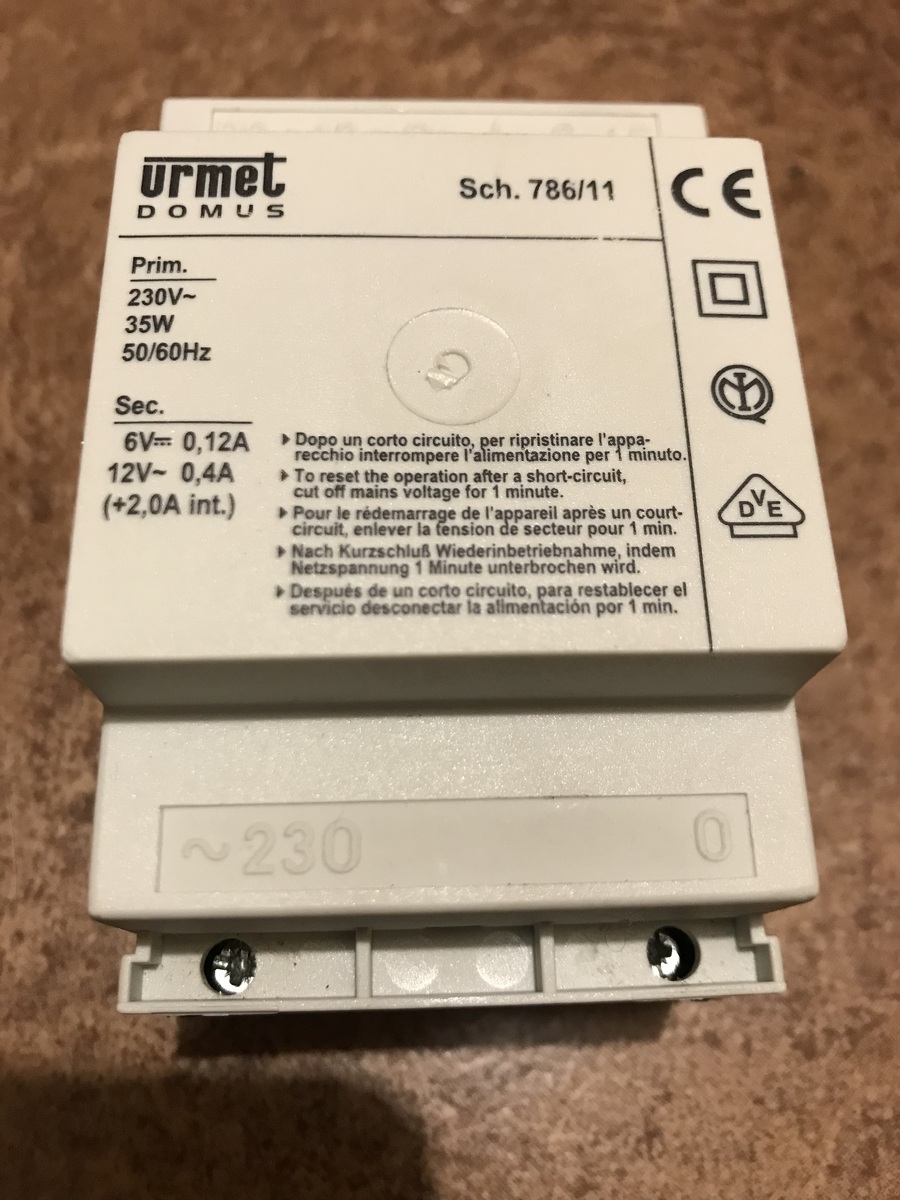 urmet
DOMUS
Sch. 786/11
CE
Prim.
230V~
35W
50/60Hz
Sec.
6V⎓ 0,12A
12V~ 0,4A
(+2,0A int.)
Dopo un corto circuito, per ripristinare l'appa-
recchio interrompere l'alimentazione per 1 minuto.
To reset the operation after a short-circuit,
cut off mains voltage for 1 minute.
Pour le rédemarrage de l'appareil après un court-
circuit, enlever la tension de secteur pour 1 min.
Nach Kurzschluß Wiederinbetriebnahme, indem
Netzspannung 1 Minute unterbrochen wird.
Después de un corto circuito, para restablecer el
servicio desconectar la alimentación por 1 min.
DVE
~230 0